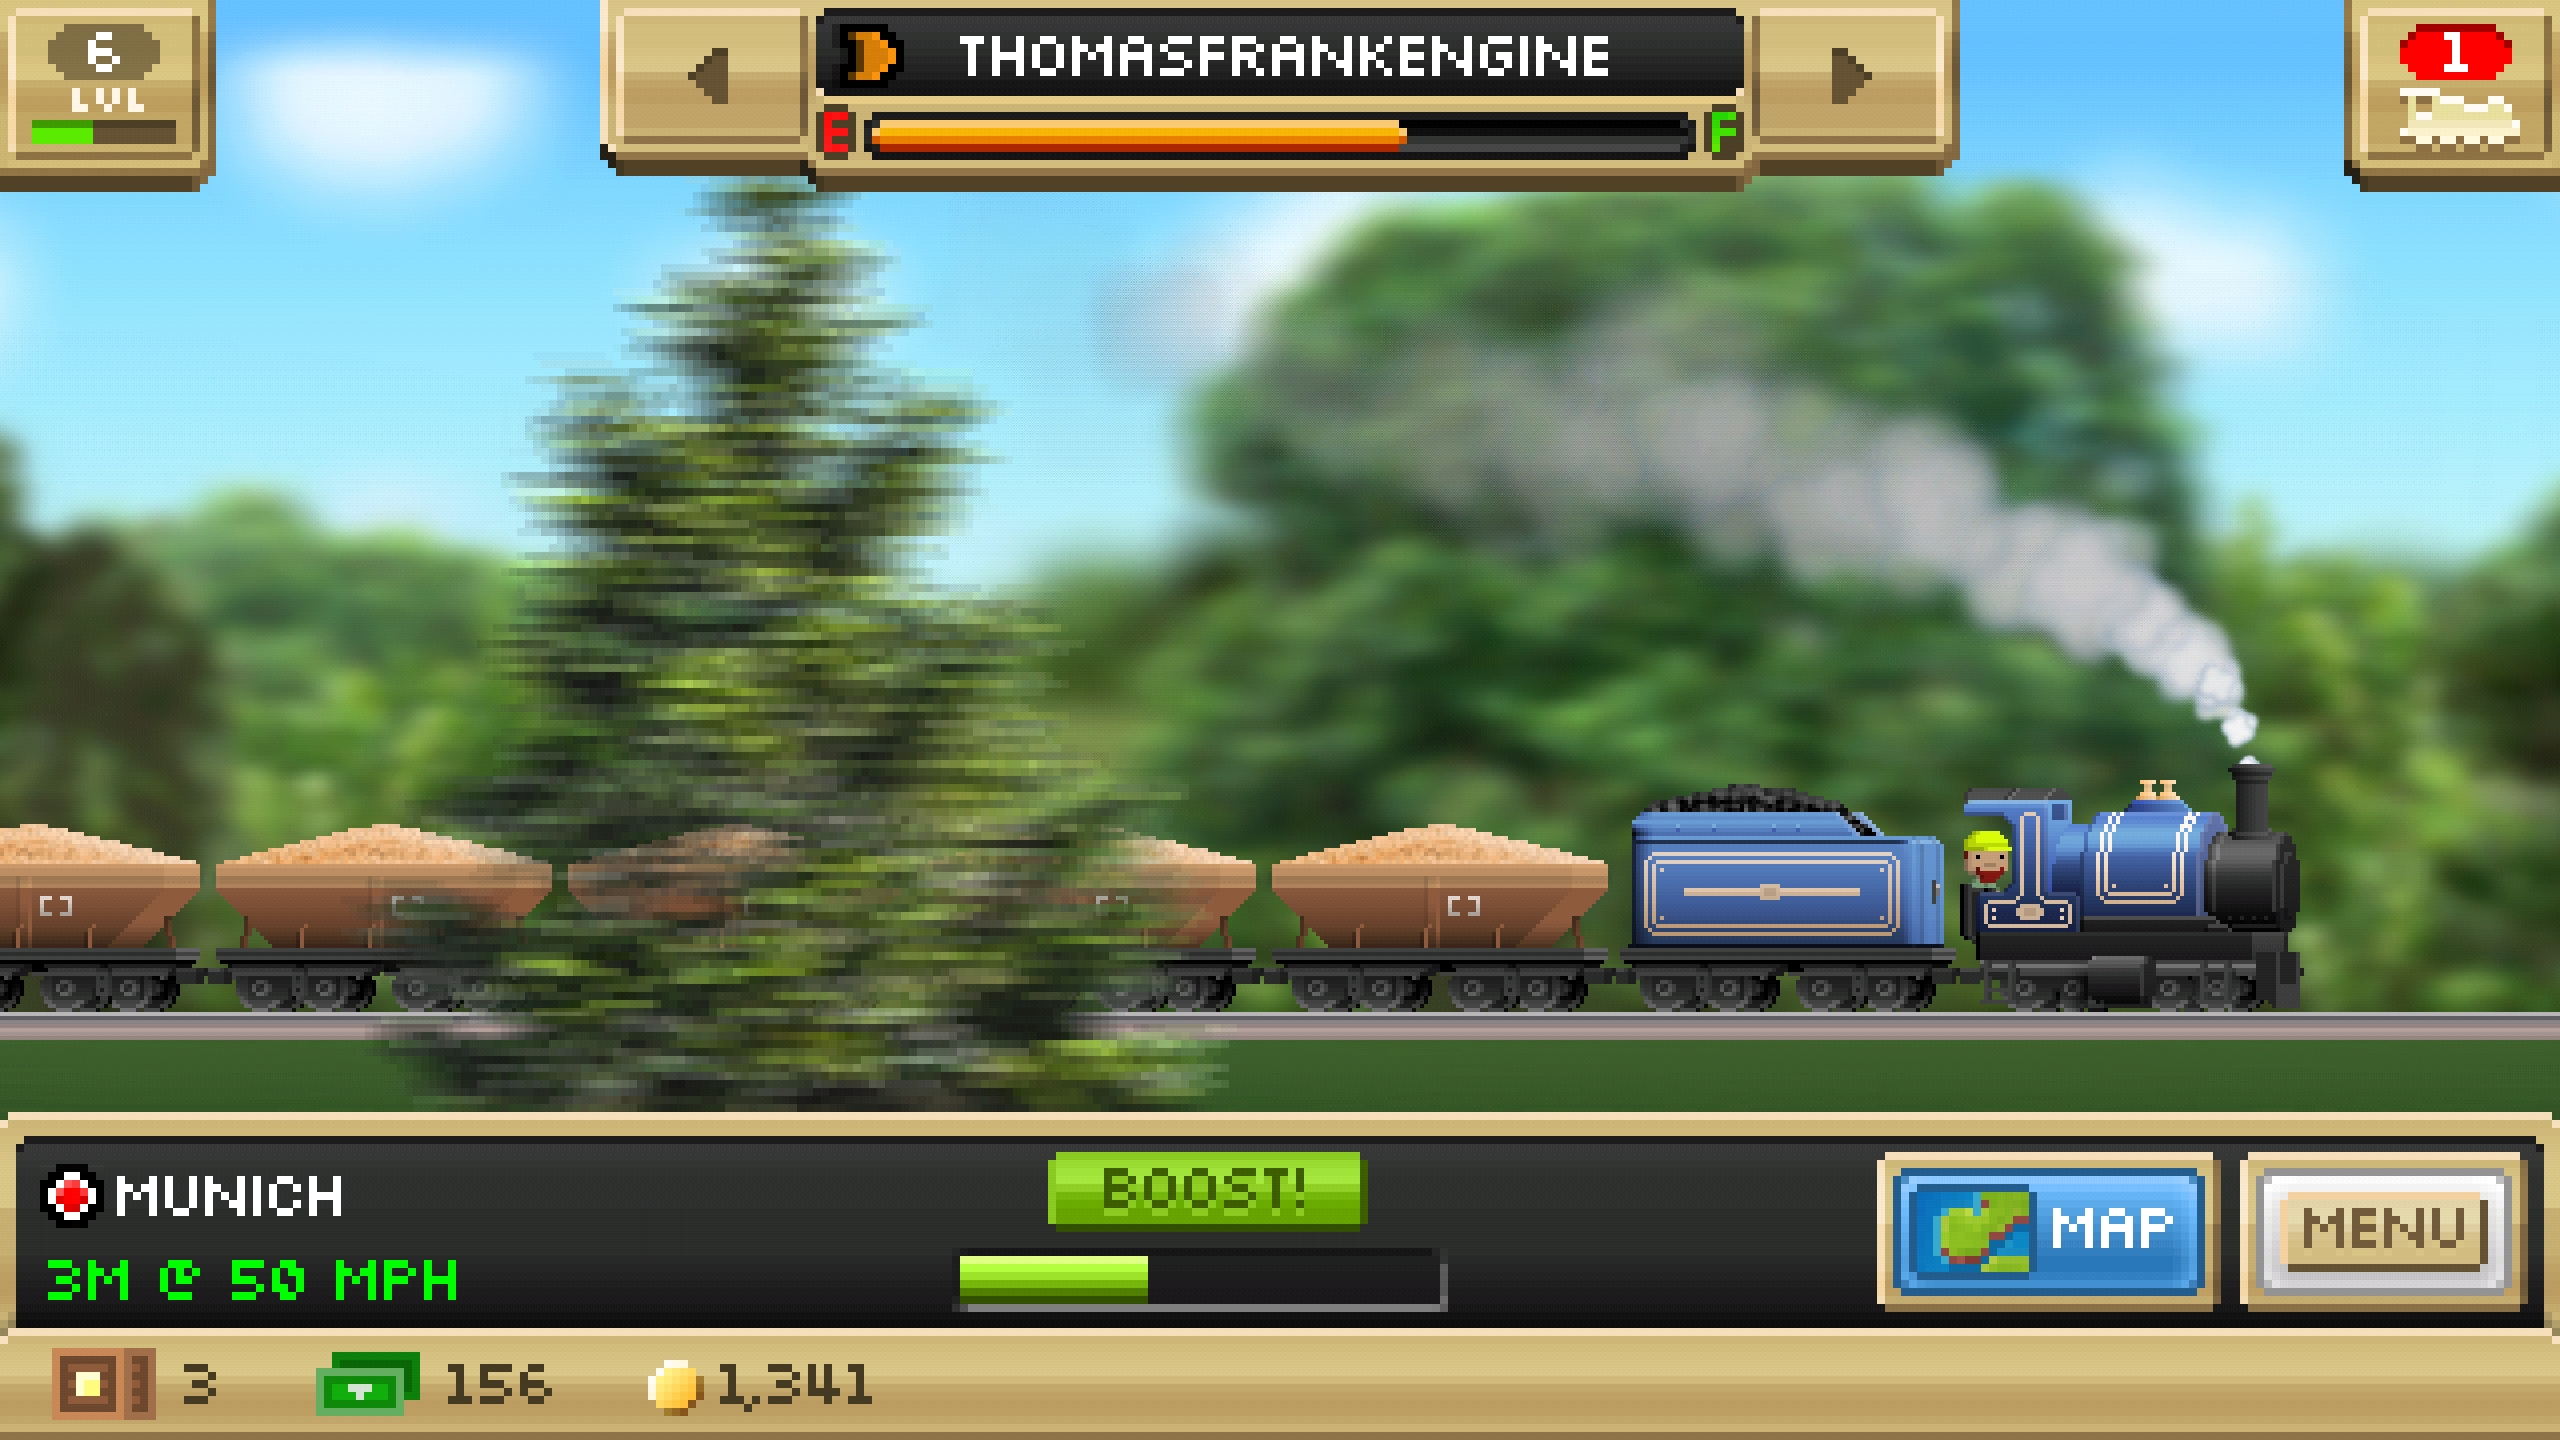 6
LVL
THOMASFRANKENGINE
E F
1
[ ] [ ] [ ] [ ]
MUNICH
BOOST!
MAP
MENU
3M @ 50 MPH
3
156
1,341